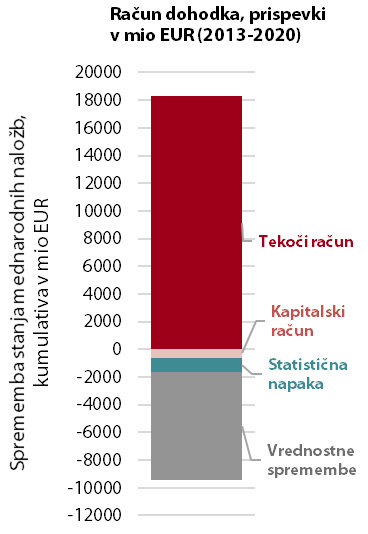 Račun dohodka, prispevki
v mio EUR (2013-2020)
Sprememba stanja mednarodnih naložb,
kumulativa v mio EUR
20000
18000
16000
14000
12000
10000
8000
6000
4000
2000
0
-2000
-4000
-6000
-8000
-10000
-12000
Tekoči račun
Kapitalski
račun
Statistična
napaka
Vrednostne
spremembe